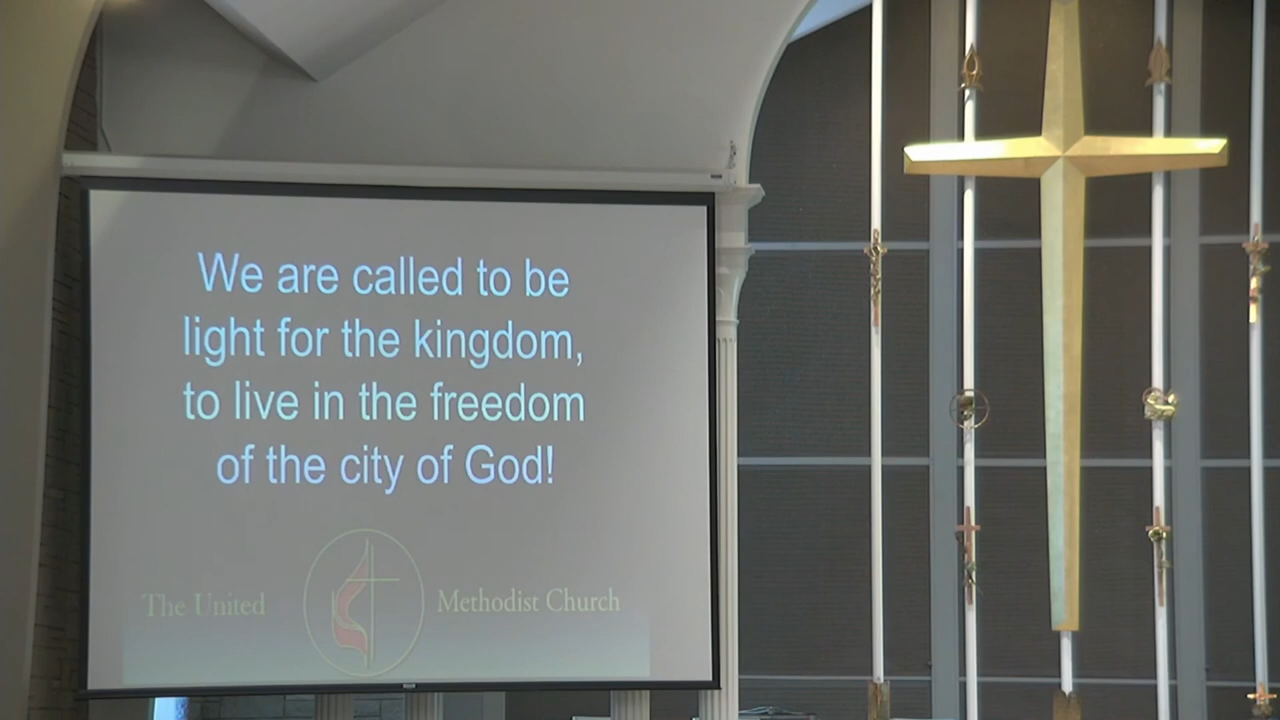 We are called to be
light for the kingdom,
to live in the freedom
of the city of God!
The United Methodist Church